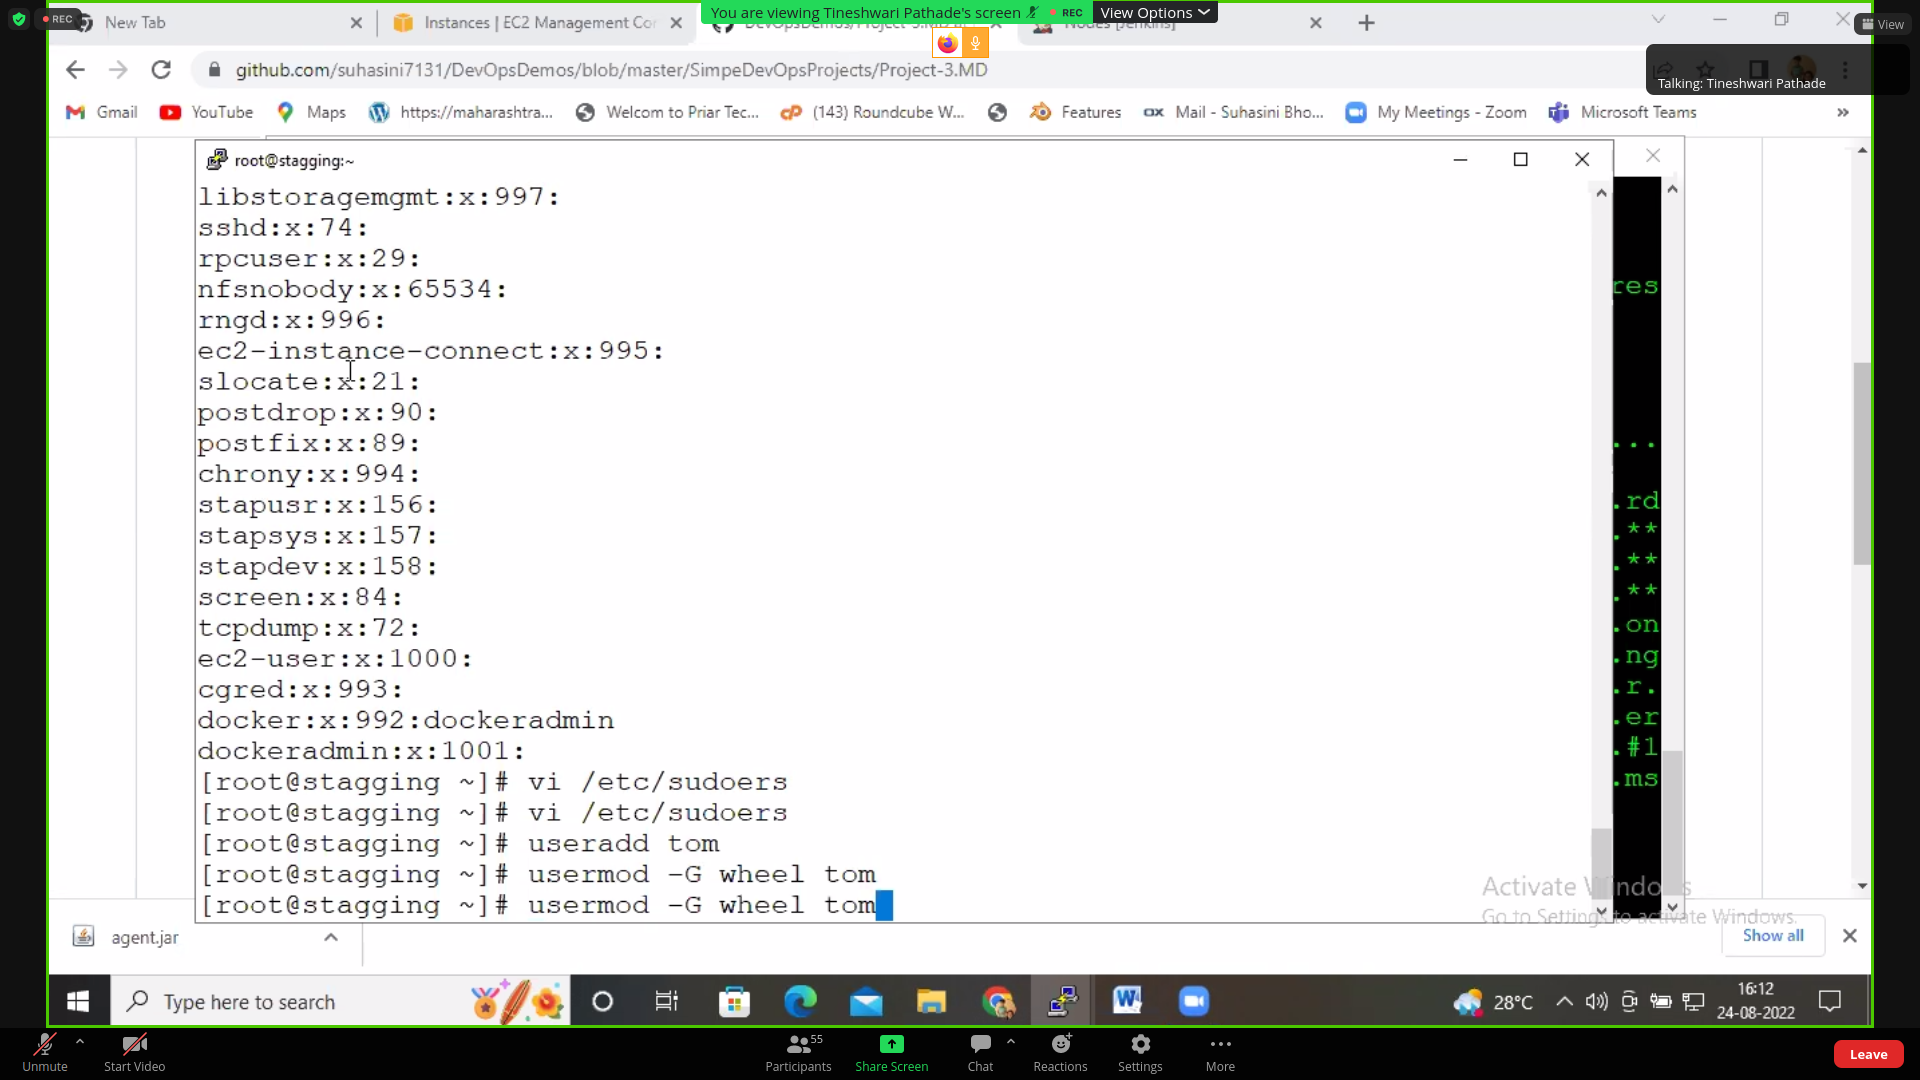 REC
New Tab
Instances | EC2 Management Con
You are viewing Tineshwari Pathade's screen
REC
View Options
Nodes [Jenkins]
View
github.com/suhasini7131/DevOpsDemos/blob/master/SimpeDevOpsProjects/Project-3.MD
Talking: Tineshwari Pathade
Gmail
YouTube
Maps
https://maharashtra...
Welcom to Priar Tec...
(143) Roundcube W...
Features
Mail - Suhasini Bho...
My Meetings - Zoom
Microsoft Teams
»
root@stagging:~
libstoragemgmt:x:997:
sshd:x:74:
rpcuser:x:29:
nfsnobody:x:65534:
rngd:x:996:
ec2-instance-connect:x:995:
slocate:x:21:
postdrop:x:90:
postfix:x:89:
chrony:x:994:
stapusr:x:156:
stapsys:x:157:
stapdev:x:158:
screen:x:84:
tcpdump:x:72:
ec2-user:x:1000:
cgred:x:993:
docker:x:992:dockeradmin
dockeradmin:x:1001:
[root@stagging ~]# vi /etc/sudoers
[root@stagging ~]# vi /etc/sudoers
[root@stagging ~]# useradd tom
[root@stagging ~]# usermod -G wheel tom
[root@stagging ~]# usermod -G wheel tom
res
...
.rd
.**
.**
.**
.on
.ng
.r.
.er
.#1
.ms
Activate Windows
Go to Settings to activate Windows.
agent.jar
Show all
Type here to search
28°C
16:12
24-08-2022
Unmute
Start Video
Participants
55
Share Screen
Chat
Reactions
Settings
More
Leave